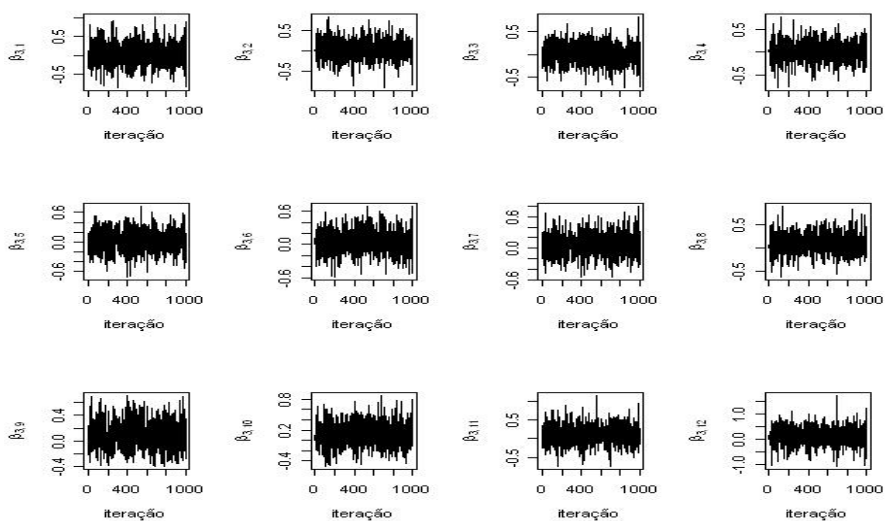 β3,1 -0.5 0.5 0 400 1000 iteração
β3,2 -0.5 0.5 0 400 1000 iteração
β3,3 -0.5 0.5 0 400 1000 iteração
β3,4 -0.5 0.5 0 400 1000 iteração
β3,5 -0.6 0.0 0.6 0 400 1000 iteração
β3,6 -0.6 0.0 0.6 0 400 1000 iteração
β3,7 -0.6 0.0 0.6 0 400 1000 iteração
β3,8 -0.5 0.5 0 400 1000 iteração
β3,9 -0.4 0.0 0.4 0 400 1000 iteração
β3,10 -0.4 0.2 0.8 0 400 1000 iteração
β3,11 -0.5 0.5 0 400 1000 iteração
β3,12 -1.0 0.0 1.0 0 400 1000 iteração